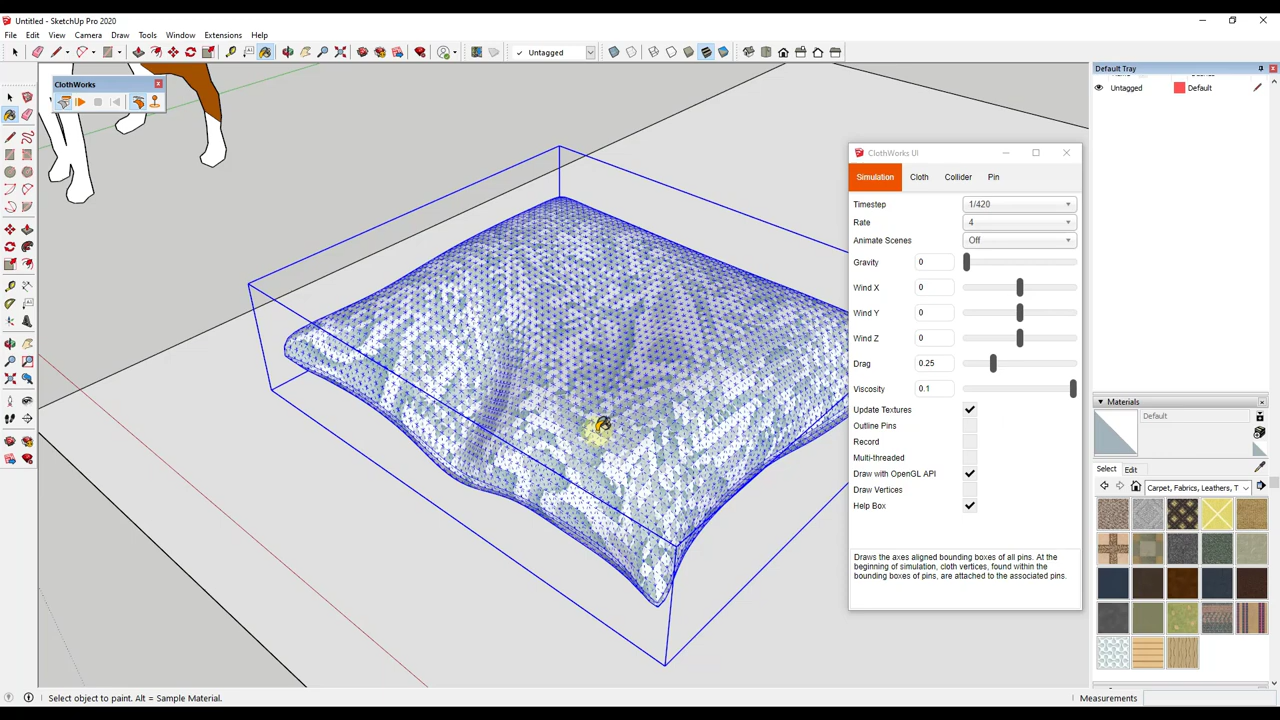 Untitled - SketchUp Pro 2020
File Edit View Camera Draw Tools Window Extensions Help
Untagged
ClothWorks
Default Tray
Untagged Default
ClothWorks UI
Simulation Cloth Collider Pin
Timestep 1/420
Rate 4
Animate Scenes Off
Gravity 0
Wind X 0
Wind Y 0
Wind Z 0
Drag 0.25
Viscosity 0.1
Update Textures
Outline Pins
Record
Multi-threaded
Draw with OpenGL API
Draw Vertices
Help Box
Draws the axes aligned bounding boxes of all pins. At the
beginning of simulation, cloth vertices, found within the
bounding boxes of pins, are attached to the associated pins.
Materials
Default
Select Edit
Carpet, Fabrics, Leathers, T
Select object to paint. Alt = Sample Material.
Measurements